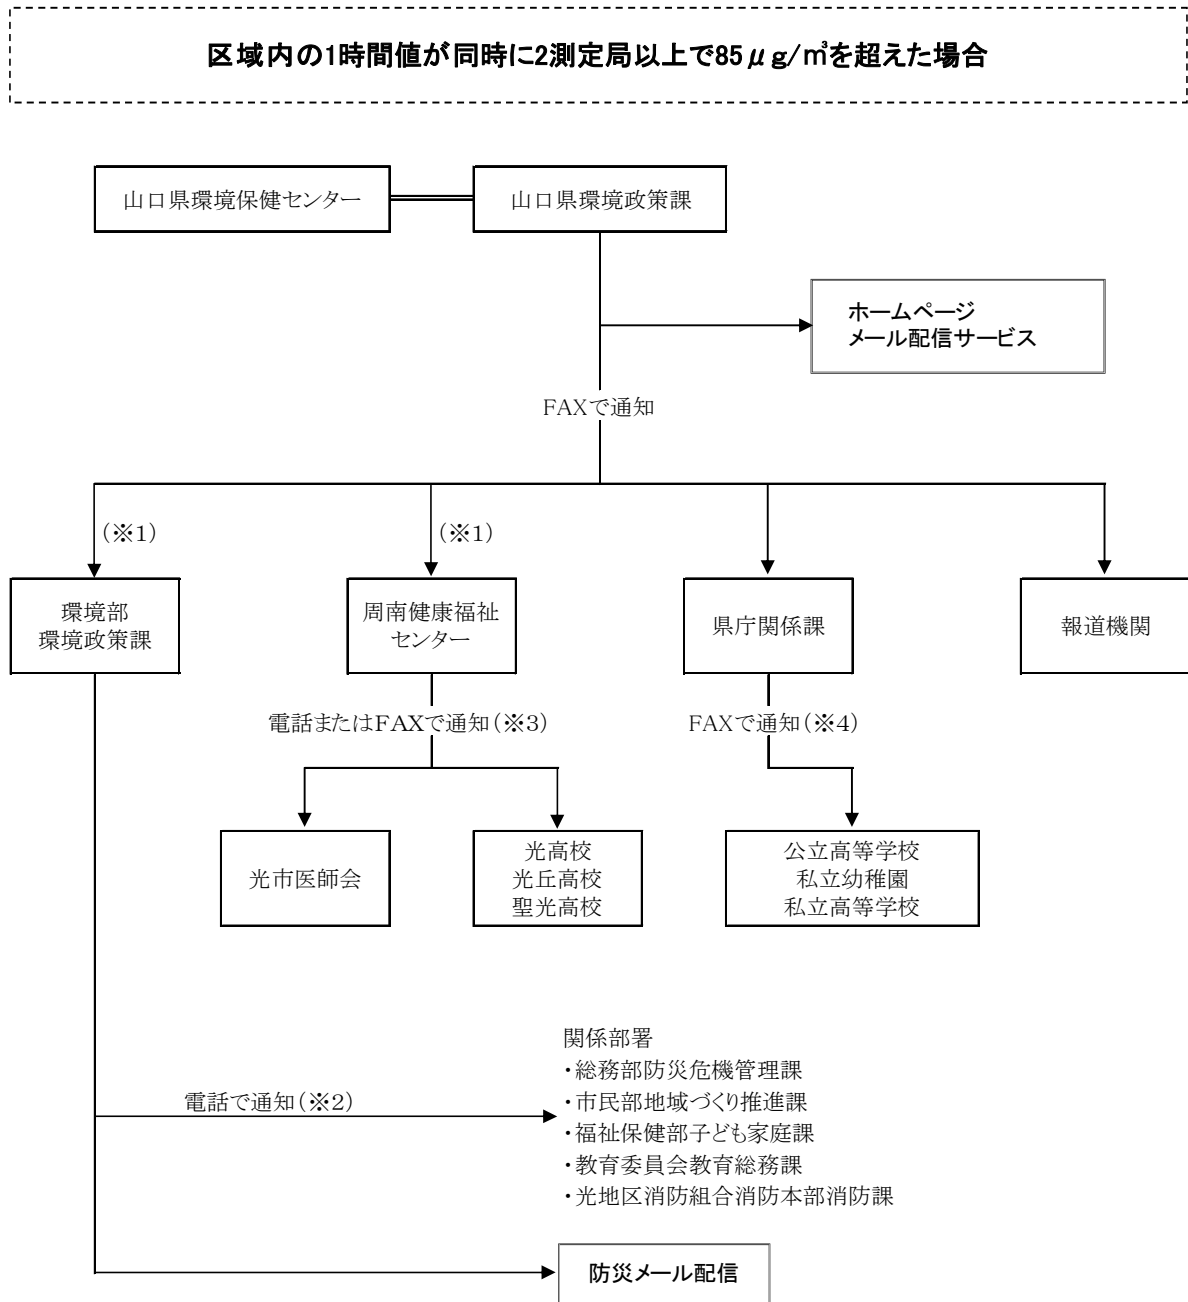 区域内の1時間値が同時に2測定局以上で85μg/㎥を超えた場合
山口県環境保健センター
山口県環境政策課
ホームページ
メール配信サービス
FAXで通知
(※1)
(※1)
環境部
環境政策課
周南健康福祉
センター
県庁関係課
報道機関
電話またはFAXで通知(※3)
FAXで通知(※4)
光市医師会
光高校
光丘高校
聖光高校
公立高等学校
私立幼稚園
私立高等学校
関係部署
・総務部防災危機管理課
・市民部地域づくり推進課
・福祉保健部子ども家庭課
・教育委員会教育総務課
・光地区消防組合消防本部消防課
電話で通知(※2)
防災メール配信